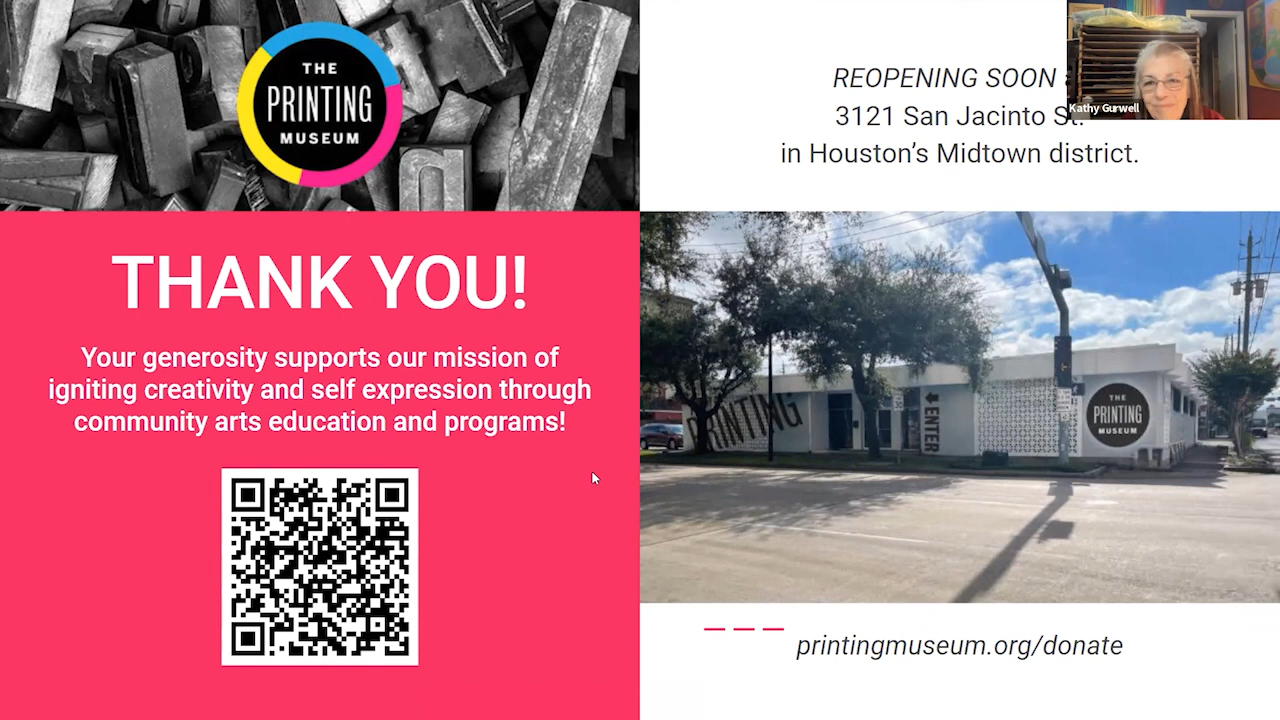 THE
PRINTING
MUSEUM
THANK YOU!
Your generosity supports our mission of
igniting creativity and self expression through
community arts education and programs!
REOPENING SOON
3121 San Jacinto St.
in Houston's Midtown district.
Kathy Gurwell
PRINTING
ENTER
THE
PRINTING
MUSEUM
printingmuseum.org/donate